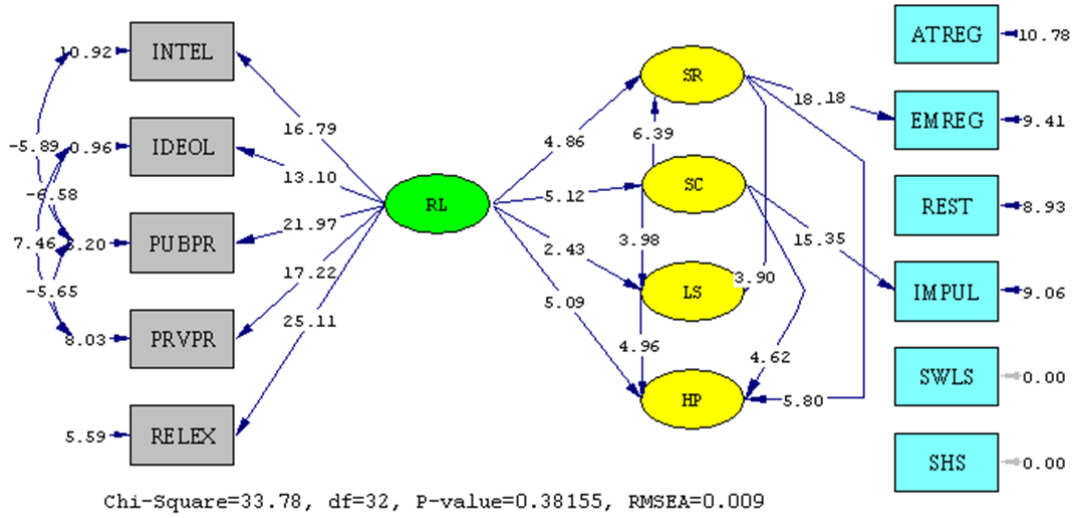 ATREG
10.78
10.92
INTEL
SR
18.18
EMREG
9.41
16.79
4.86
6.39
-5.89
0.96
IDEOL
13.10
-6.58
SC
5.12
RL
REST
8.93
21.97
7.46
8.20
PUBPR
3.98
2.43
15.35
17.22
-5.65
LS
3.90
IMPUL
9.06
5.09
25.11
8.03
PRVPR
4.96
4.62
SWLS
0.00
HP
5.80
5.59
RELEX
SHS
0.00
Chi-Square=33.78, df=32, P-value=0.38155, RMSEA=0.009